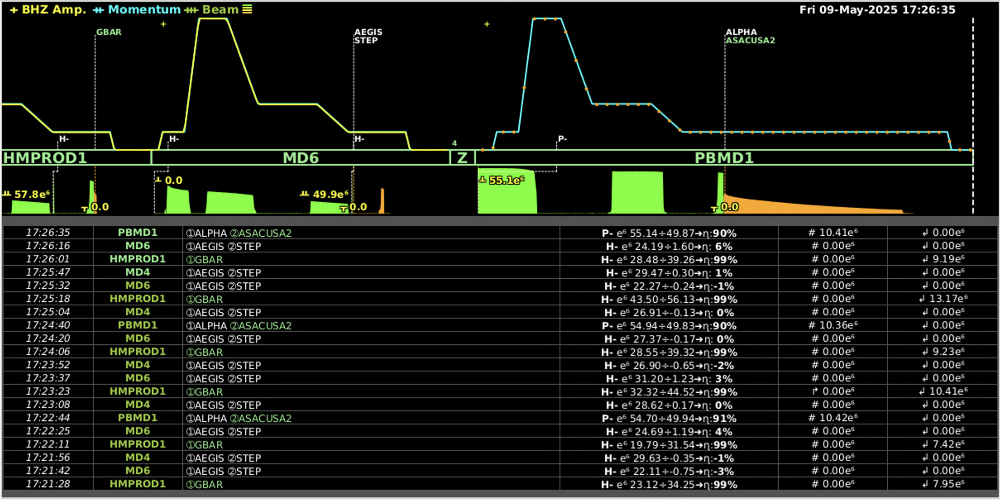 BHZ Amp. Momentum Beam Fri 09-May-2025 17:26:35
GBAR AEGIS ALPHA
STEP ASACUSA2
H- H- H- 4 P-
HMPROD1 MD6 Z PBMD1
0.0 55.1e⁶
57.8e⁶ 49.9e⁶
0.0 0.0 0.0
17:26:35 PBMD1 ①ALPHA ②ASACUSA2 P- e⁶ 55.14÷49.87➔η:90% # 10.41e⁶ ↲ 0.00e⁶
17:26:16 MD6 ①AEGIS ②STEP H- e⁶ 24.19÷1.60➔η: 6% # 0.00e⁶ ↲ 0.00e⁶
17:26:01 HMPROD1 ①GBAR H- e⁶ 28.48÷39.26➔η:99% # 0.00e⁶ ↲ 9.19e⁶
17:25:47 MD4 ①AEGIS ②STEP H- e⁶ 29.47÷0.30➔η: 1% # 0.00e⁶ ↲ 0.00e⁶
17:25:32 MD6 ①AEGIS ②STEP H- e⁶ 22.27÷-0.24➔η:-1% # 0.00e⁶ ↲ 0.00e⁶
17:25:18 HMPROD1 ①GBAR H- e⁶ 43.50÷56.13➔η:99% # 0.00e⁶ ↲ 13.17e⁶
17:25:04 MD4 ①AEGIS ②STEP H- e⁶ 26.91÷-0.13➔η: 0% # 0.00e⁶ ↲ 0.00e⁶
17:24:40 PBMD1 ①ALPHA ②ASACUSA2 P- e⁶ 54.94÷49.83➔η:90% # 10.36e⁶ ↲ 0.00e⁶
17:24:20 MD6 ①AEGIS ②STEP H- e⁶ 27.37÷-0.17➔η: 0% # 0.00e⁶ ↲ 0.00e⁶
17:24:06 HMPROD1 ①GBAR H- e⁶ 28.55÷39.32➔η:99% # 0.00e⁶ ↲ 9.23e⁶
17:23:52 MD4 ①AEGIS ②STEP H- e⁶ 26.90÷-0.65➔η:-2% # 0.00e⁶ ↲ 0.00e⁶
17:23:37 MD6 ①AEGIS ②STEP H- e⁶ 31.20÷1.23➔η: 3% # 0.00e⁶ ↲ 0.00e⁶
17:23:23 HMPROD1 ①GBAR H- e⁶ 32.32÷44.52➔η:99% ↱ 0.00e⁶ ↲ 10.41e⁶
17:23:08 MD4 ①AEGIS ②STEP H- e⁶ 28.62÷0.17➔η: 0% # 0.00e⁶ ↲ 0.00e⁶
17:22:44 PBMD1 ①ALPHA ②ASACUSA2 P- e⁶ 54.70÷49.94➔η:91% # 10.42e⁶ ↲ 0.00e⁶
17:22:25 MD6 ①AEGIS ②STEP H- e⁶ 24.69÷1.19➔η: 4% # 0.00e⁶ ↲ 0.00e⁶
17:22:11 HMPROD1 ①GBAR H- e⁶ 19.79÷31.54➔η:99% # 0.00e⁶ ↲ 7.42e⁶
17:21:56 MD4 ①AEGIS ②STEP H- e⁶ 29.63÷-0.35➔η:-1% # 0.00e⁶ ↲ 0.00e⁶
17:21:42 MD6 ①AEGIS ②STEP H- e⁶ 22.11÷-0.75➔η:-3% # 0.00e⁶ ↲ 0.00e⁶
17:21:28 HMPROD1 ①GBAR H- e⁶ 23.12÷34.25➔η:99% # 0.00e⁶ ↲ 7.95e⁶